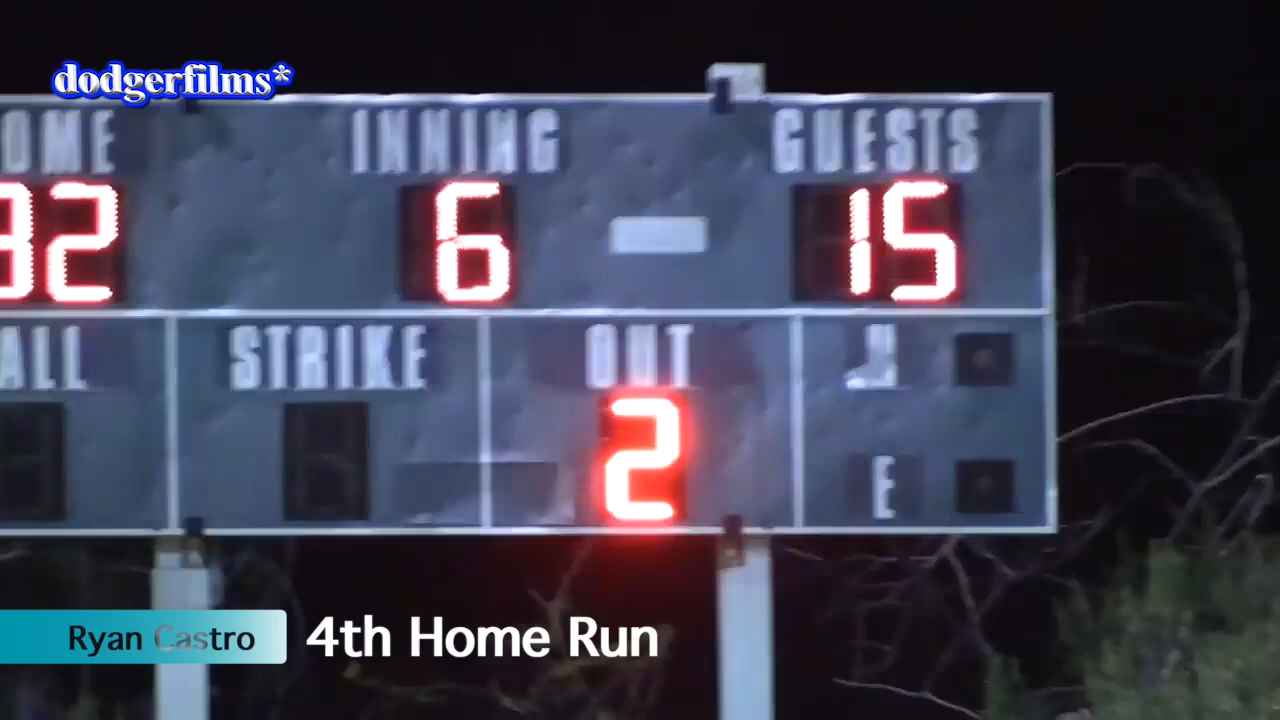 dodgerfilms*
OME INNING GUESTS
32 6 15
ALL STRIKE OUT H
2
E
Ryan Castro 4th Home Run